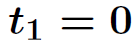 t₁ = 0